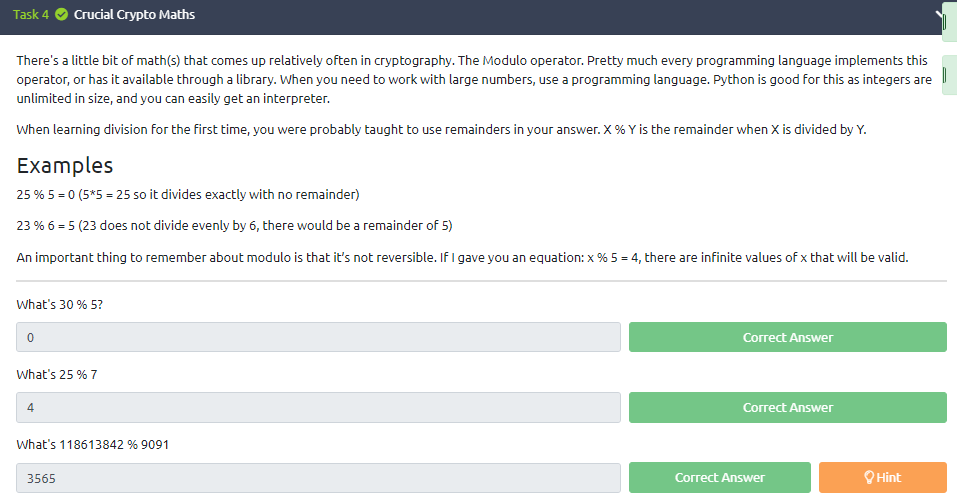 Task 4 Crucial Crypto Maths
There's a little bit of math(s) that comes up relatively often in cryptography. The Modulo operator. Pretty much every programming language implements this
operator, or has it available through a library. When you need to work with large numbers, use a programming language. Python is good for this as integers are
unlimited in size, and you can easily get an interpreter.
When learning division for the first time, you were probably taught to use remainders in your answer. X % Y is the remainder when X is divided by Y.
Examples
25 % 5 = 0 (5*5 = 25 so it divides exactly with no remainder)
23 % 6 = 5 (23 does not divide evenly by 6, there would be a remainder of 5)
An important thing to remember about modulo is that it's not reversible. If I gave you an equation: x % 5 = 4, there are infinite values of x that will be valid.
What's 30 % 5?
0 Correct Answer
What's 25 % 7
4 Correct Answer
What's 118613842 % 9091
3565 Correct Answer Hint